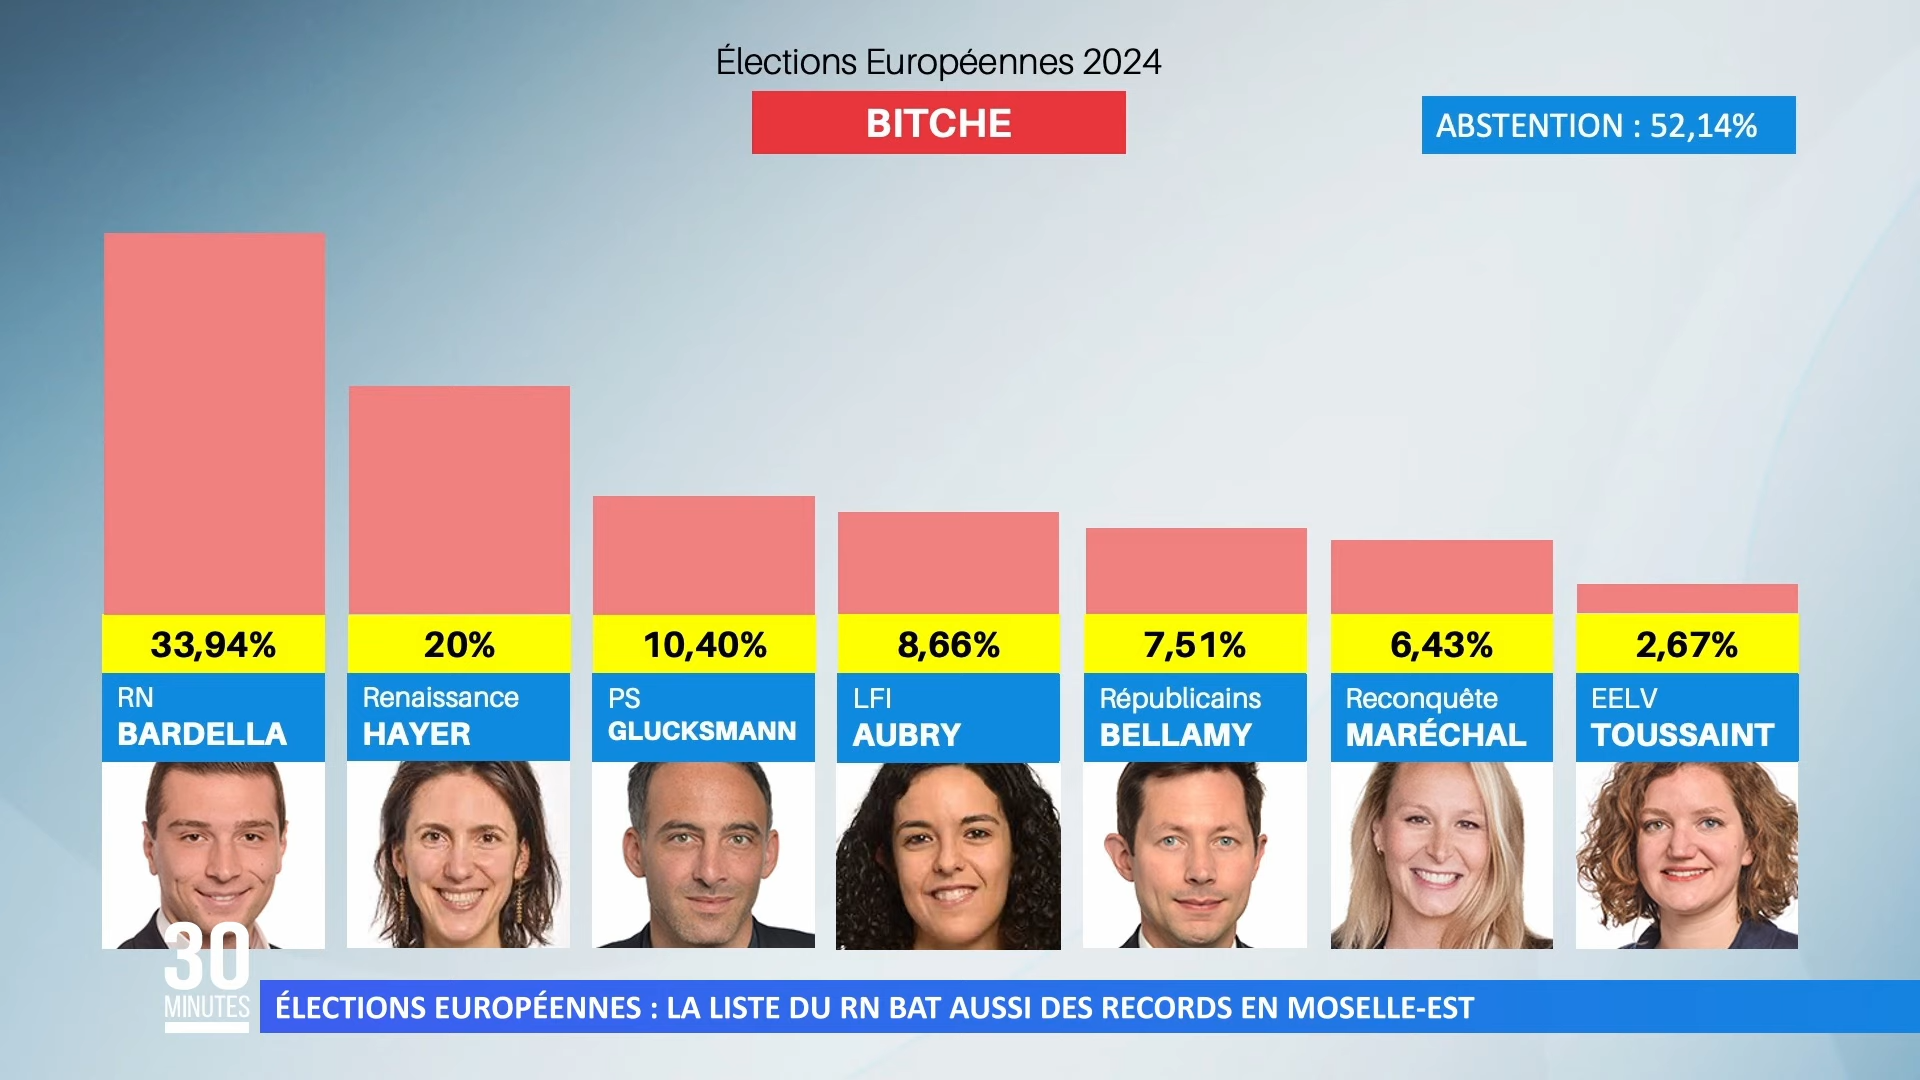 Élections Européennes 2024
BITCHE
ABSTENTION : 52,14%
33,94%
RN
BARDELLA
20%
Renaissance
HAYER
10,40%
PS
GLUCKSMANN
8,66%
LFI
AUBRY
7,51%
Républicains
BELLAMY
6,43%
Reconquête
MARÉCHAL
2,67%
EELV
TOUSSAINT
30
MINUTES
ÉLECTIONS EUROPÉENNES : LA LISTE DU RN BAT AUSSI DES RECORDS EN MOSELLE-EST